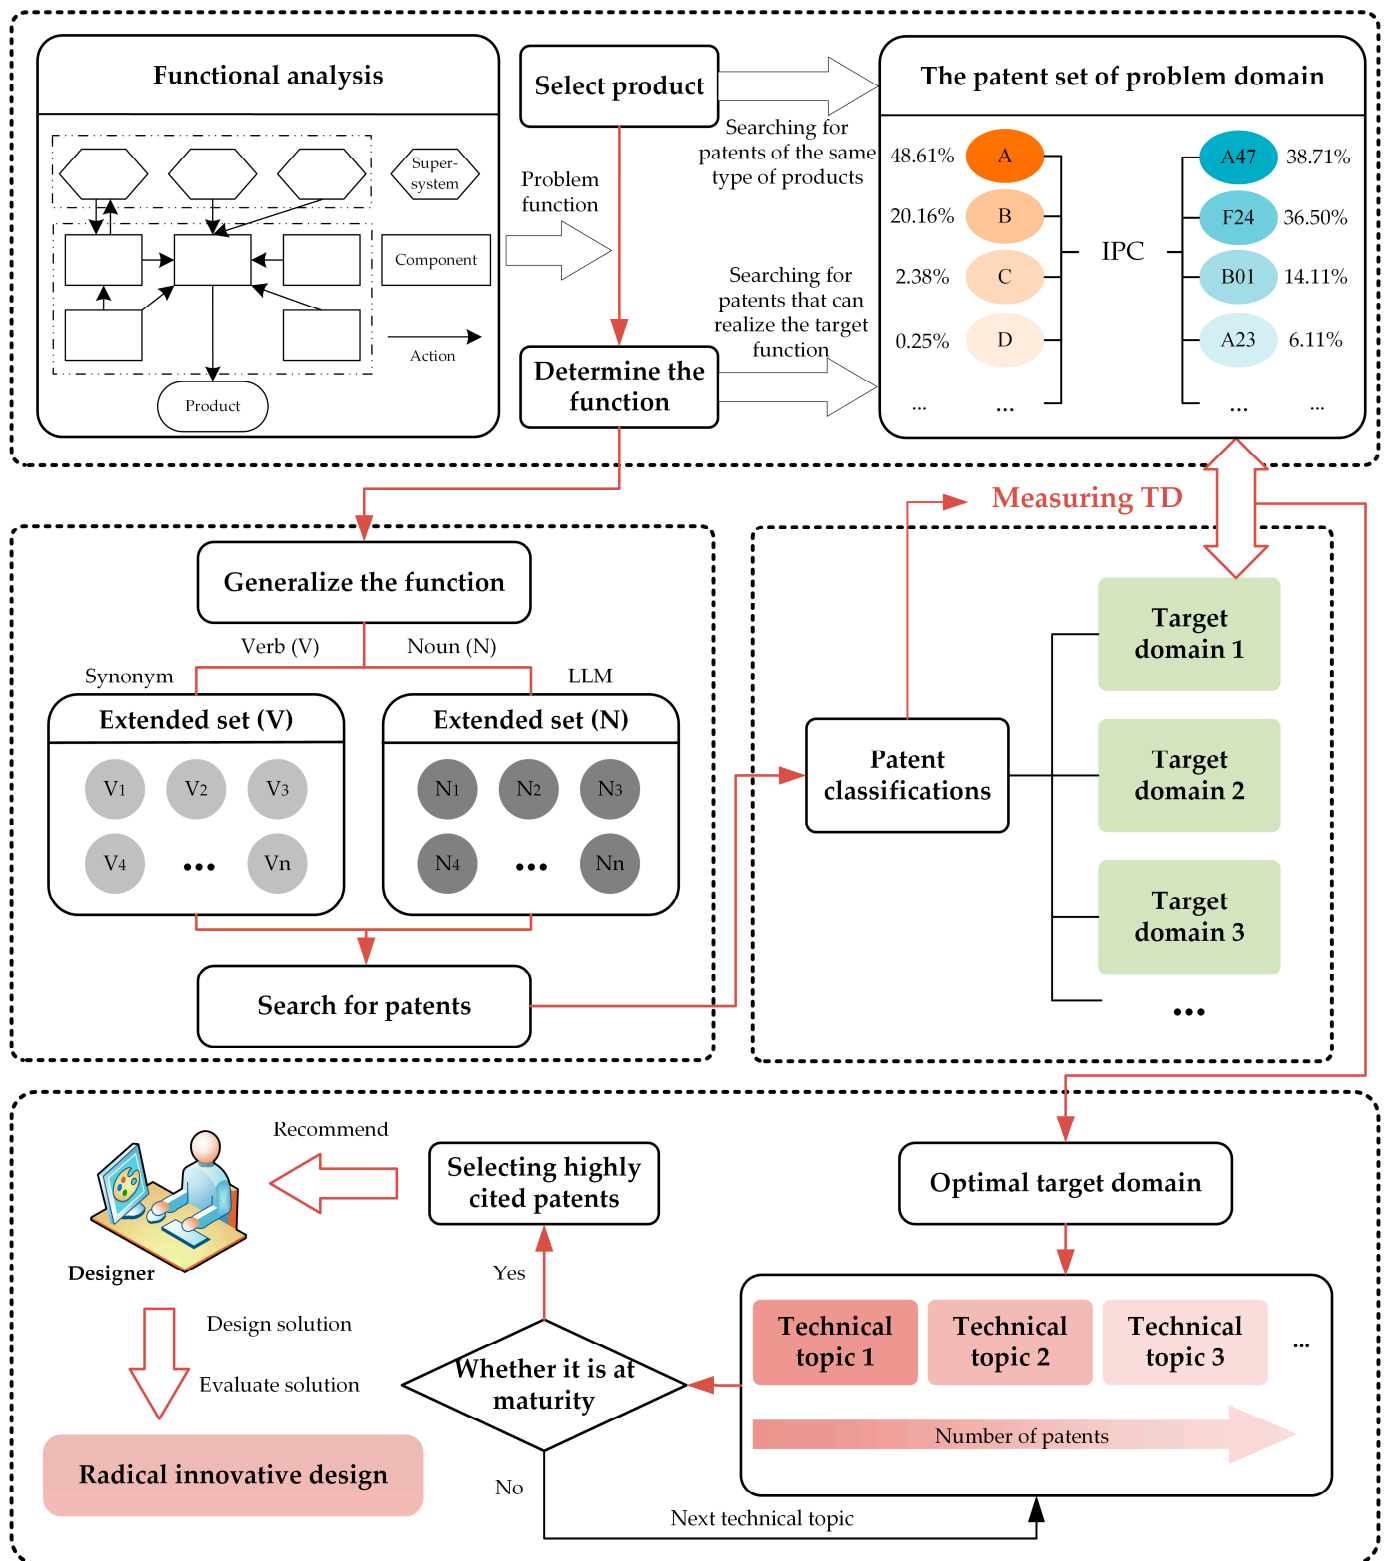 Functional analysis
Super-
system
Component
Action
Product
Problem
function
Select product
Searching for
patents of the same
type of products
Determine the
function
Searching for
patents that can
realize the target
function
The patent set of problem domain
48.61%
A
20.16%
B
2.38%
C
0.25%
D
...
...
IPC
A47
38.71%
F24
36.50%
B01
14.11%
A23
6.11%
...
...
Measuring TD
Generalize the function
Verb (V)
Noun (N)
Synonym
LLM
Extended set (V)
V1
V2
V3
V4
...
Vn
Extended set (N)
N1
N2
N3
N4
...
Nn
Search for patents
Patent
classifications
Target
domain 1
Target
domain 2
Target
domain 3
...
Optimal target domain
Technical
topic 1
Technical
topic 2
Technical
topic 3
...
Number of patents
Whether it is at
maturity
Yes
No
Next technical topic
Selecting highly
cited patents
Recommend
Designer
Design solution
Evaluate solution
Radical innovative design